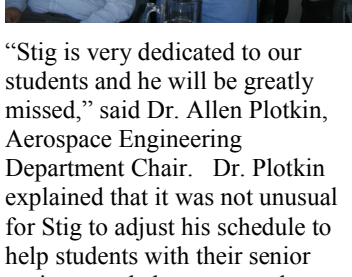 “Stig is very dedicated to our
students and he will be greatly
missed,” said Dr. Allen Plotkin,
Aerospace Engineering
Department Chair.   Dr. Plotkin
explained that it was not unusual
for Stig to adjust his schedule to
help students with their senior